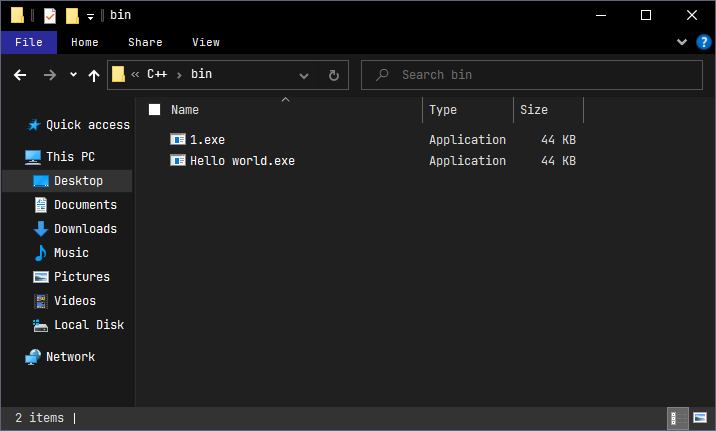 bin
File Home Share View
« C++ › bin Search bin
Name Type Size
1.exe Application 44 KB
Hello world.exe Application 44 KB
Quick access
This PC
Desktop
Documents
Downloads
Music
Pictures
Videos
Local Disk
Network
2 items